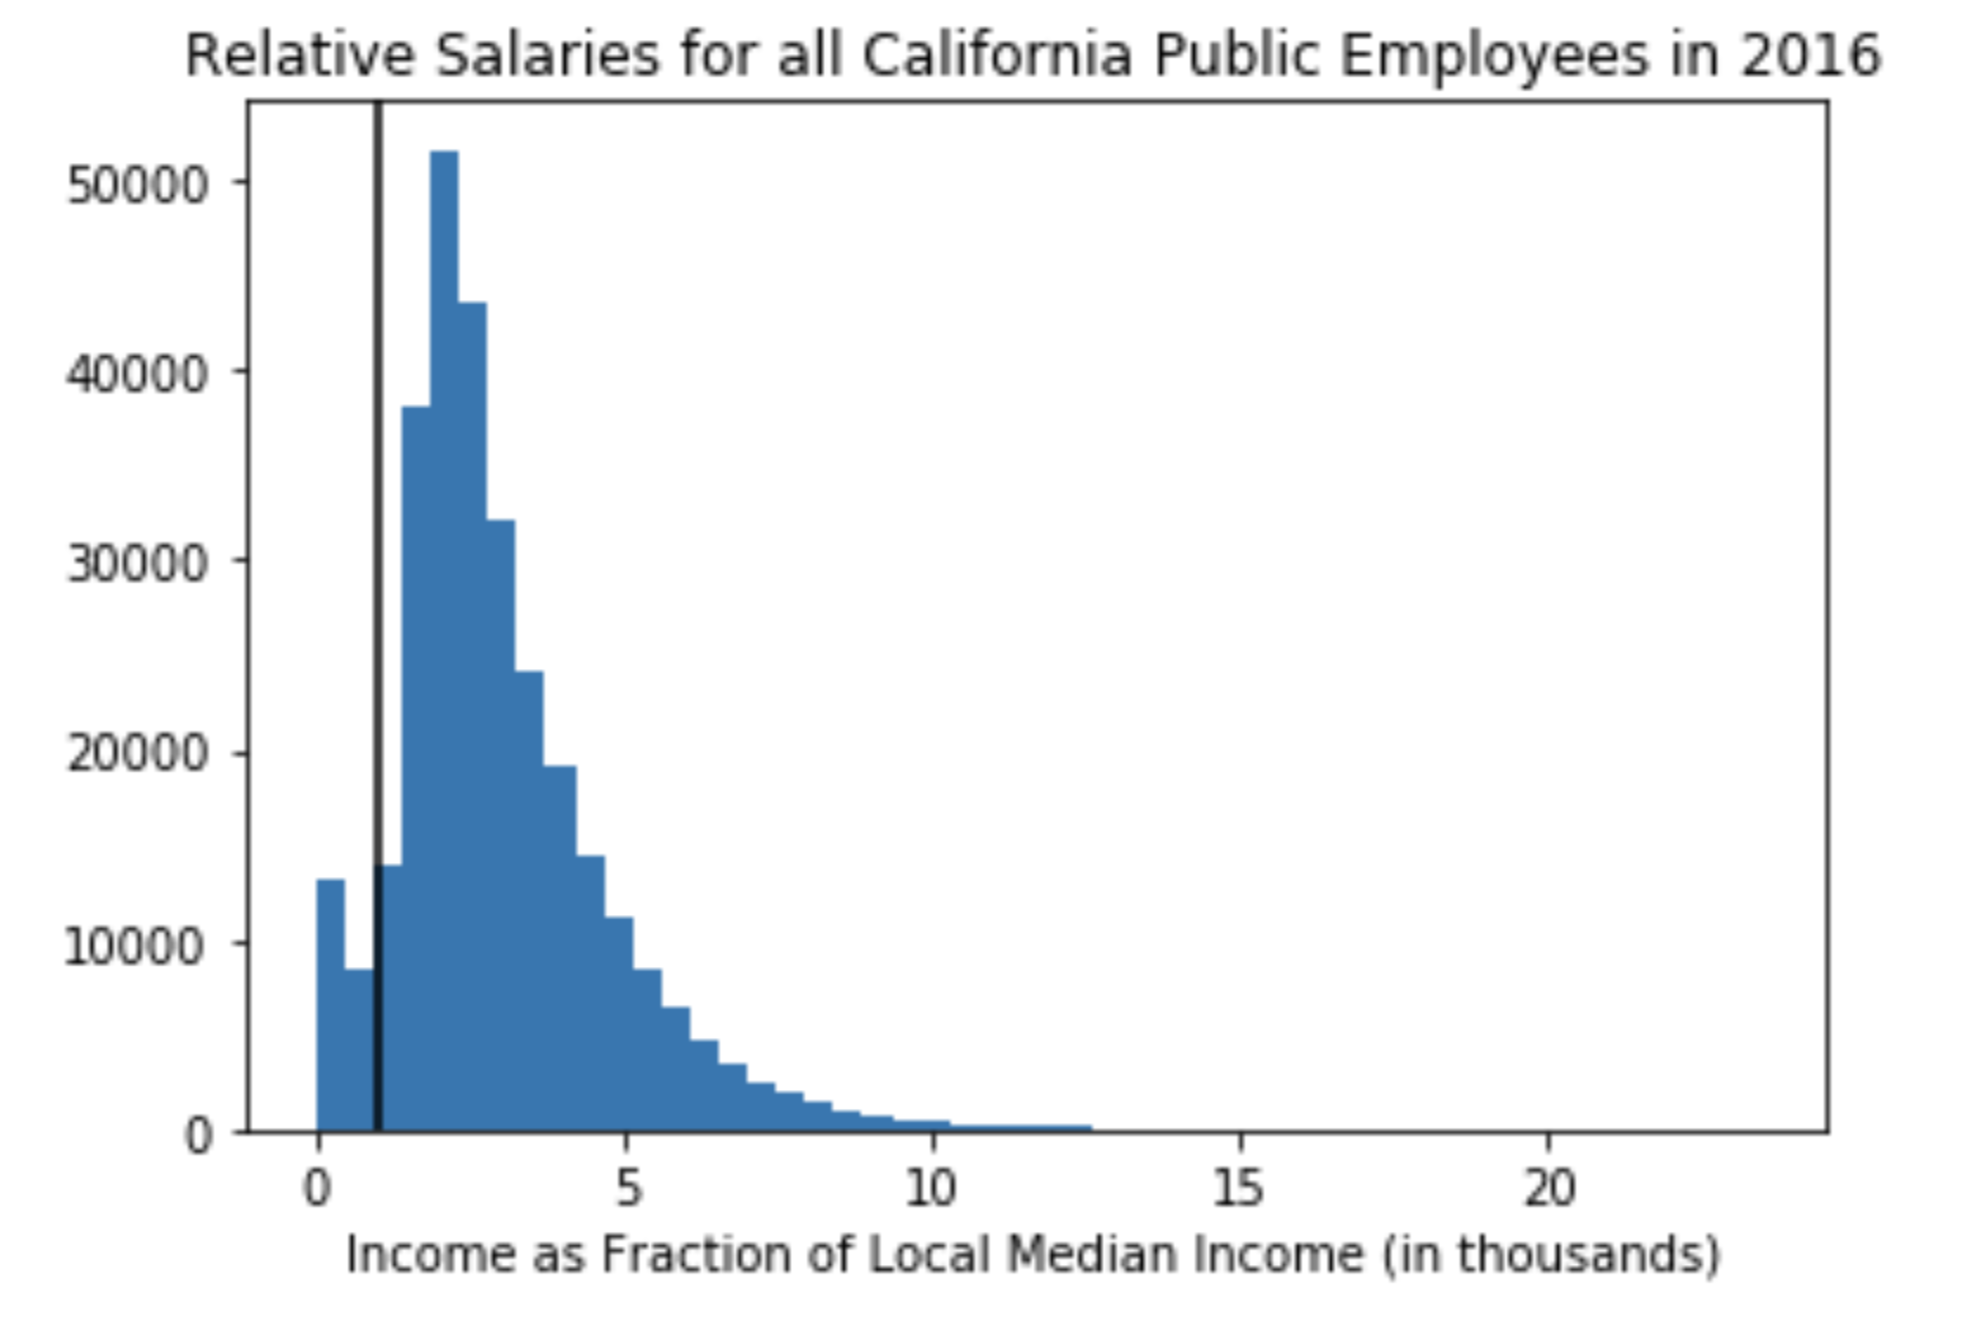 Relative Salaries for all California Public Employees in 2016
50000
40000
30000
20000
10000
0
0 5 10 15 20
Income as Fraction of Local Median Income (in thousands)